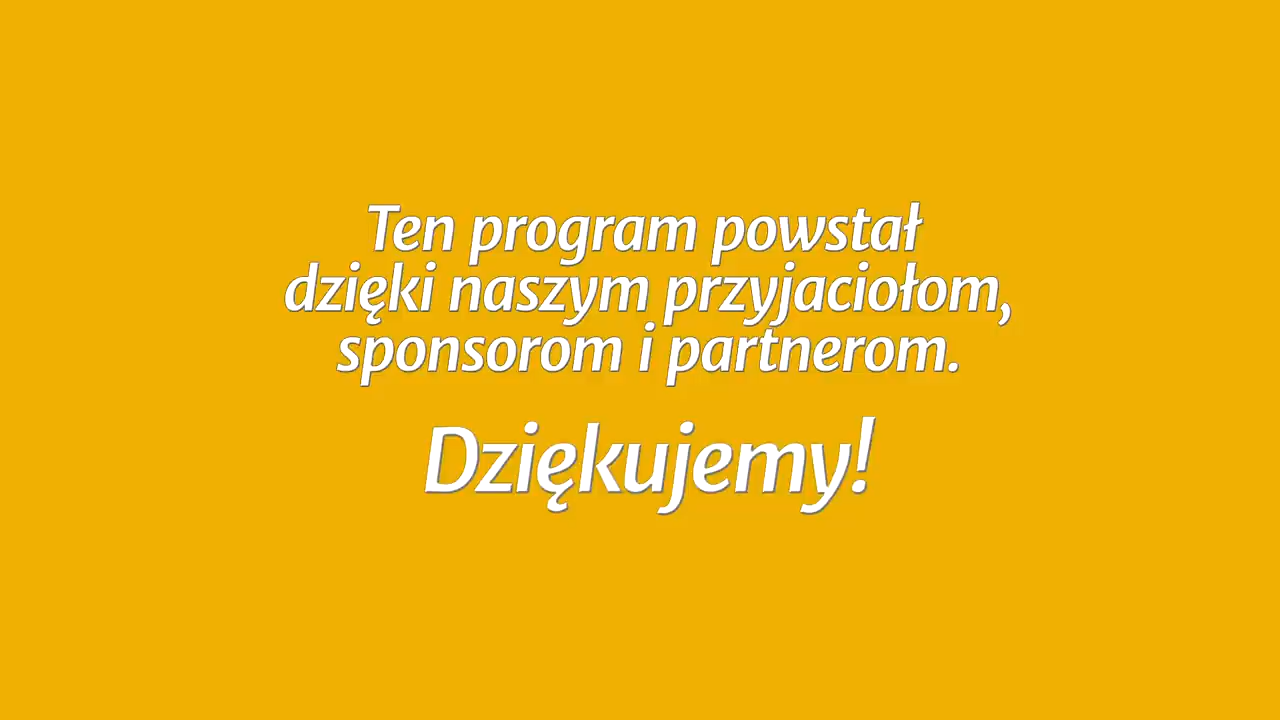 Ten program powstał
dzięki naszym przyjaciołom,
sponsorom i partnerom.
Dziękujemy!